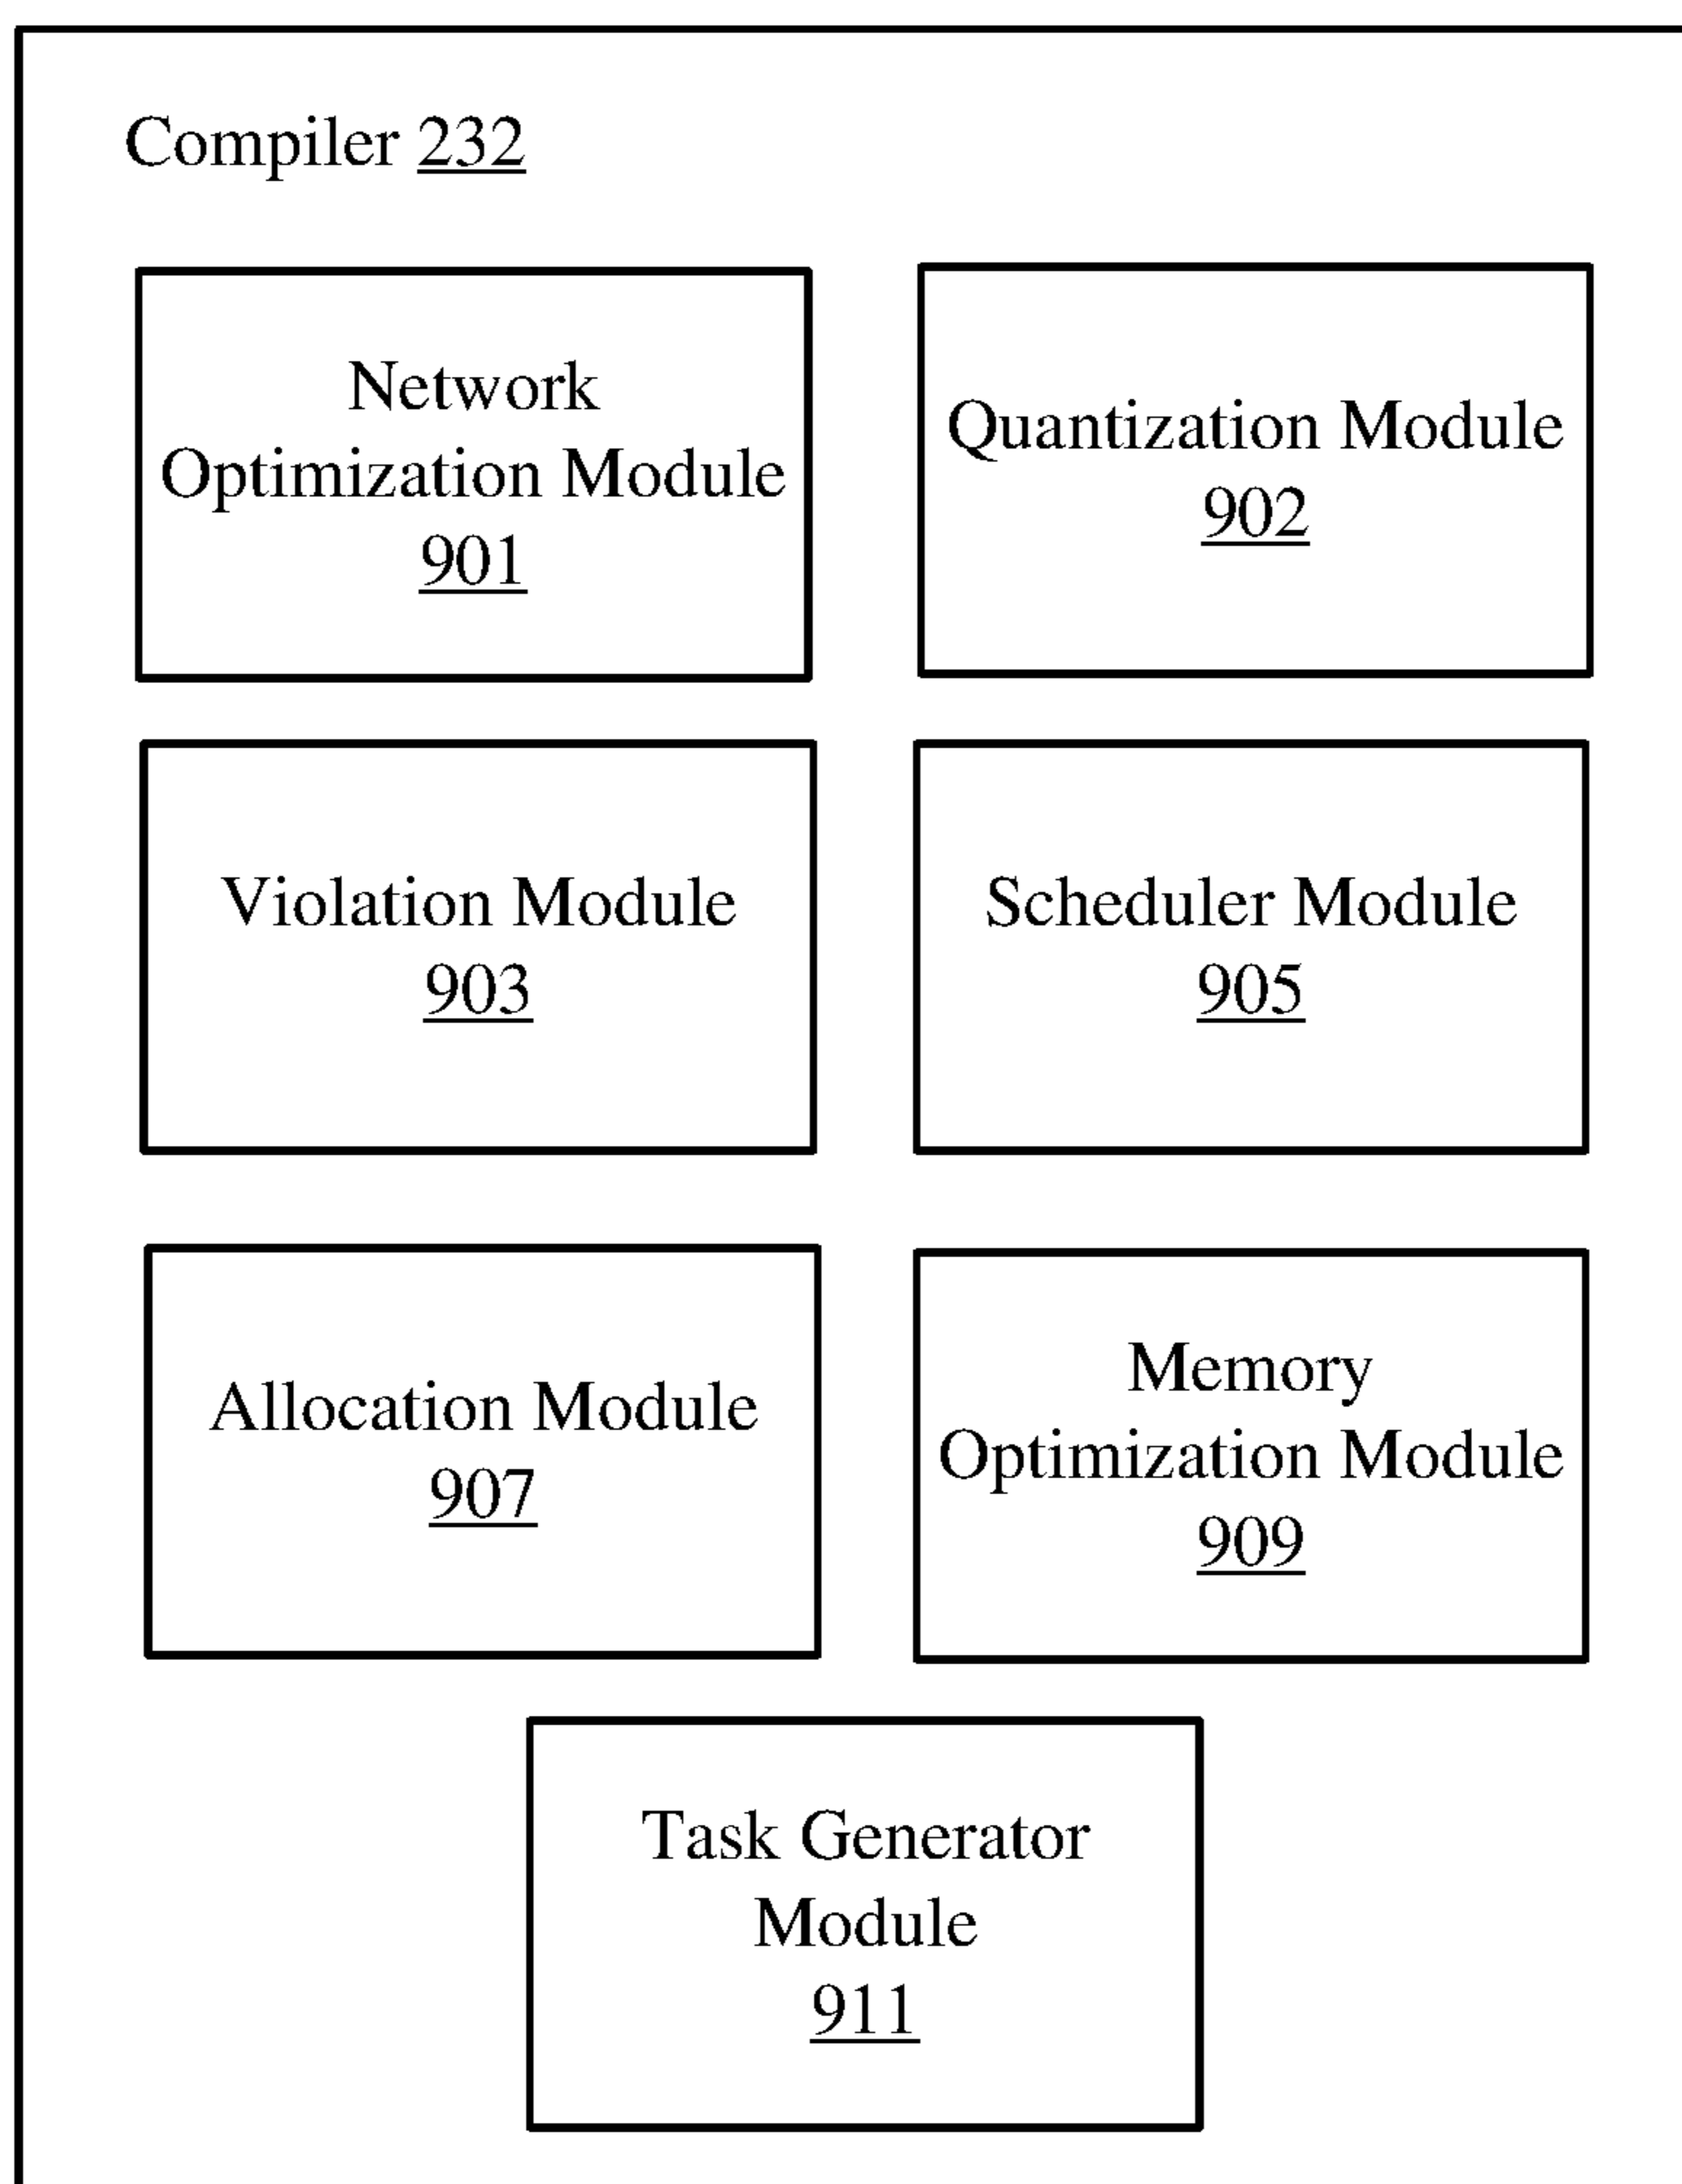 Compiler 232
Network
Optimization Module
901
Quantization Module
902
Violation Module
903
Scheduler Module
905
Allocation Module
907
Memory
Optimization Module
909
Task Generator
Module
911